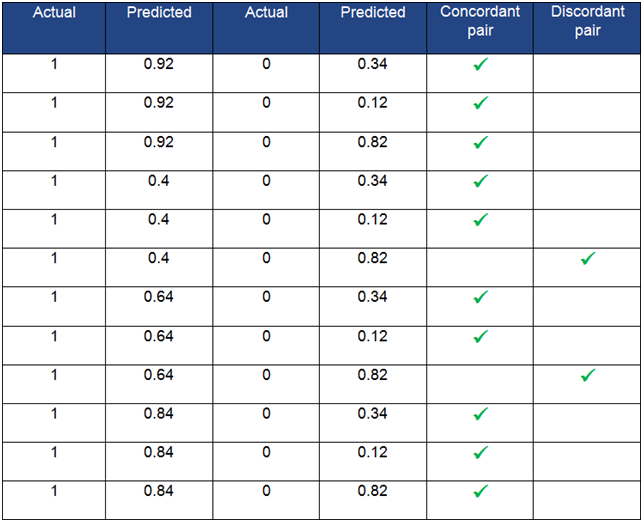 Actual Predicted Actual Predicted Concordant pair Discordant pair
1 0.92 0 0.34 ✓
1 0.92 0 0.12 ✓
1 0.92 0 0.82 ✓
1 0.4 0 0.34 ✓
1 0.4 0 0.12 ✓
1 0.4 0 0.82 ✓
1 0.64 0 0.34 ✓
1 0.64 0 0.12 ✓
1 0.64 0 0.82 ✓
1 0.84 0 0.34 ✓
1 0.84 0 0.12 ✓
1 0.84 0 0.82 ✓